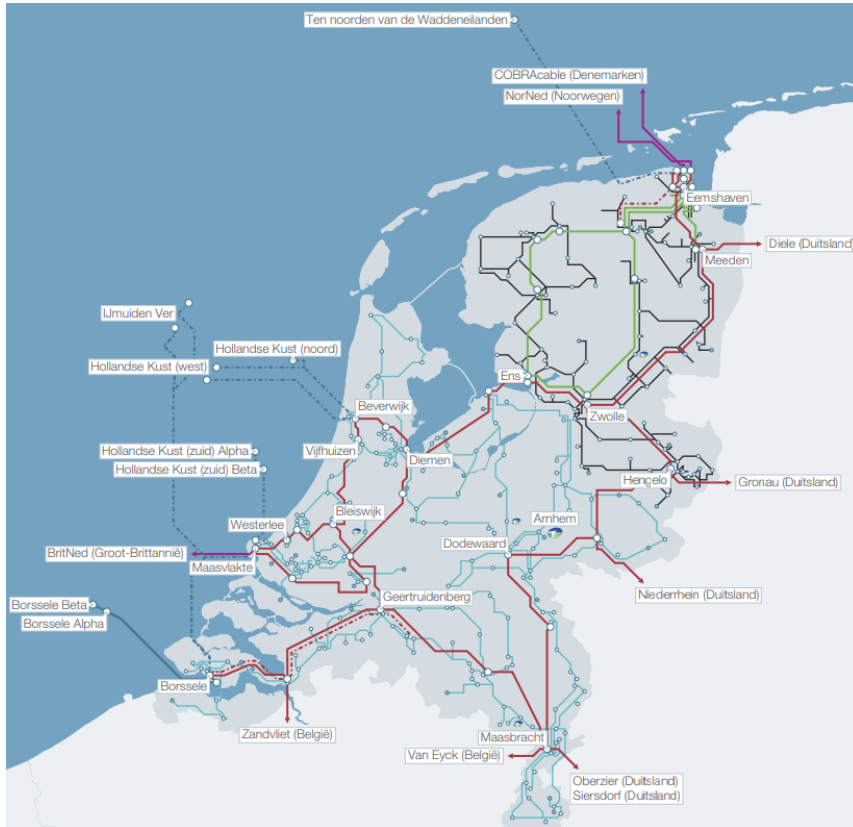 Ten noorden van de Waddeneilanden
COBRAcable (Denemarken)
NorNed (Noorwegen)
Eemshaven
Diele (Duitsland)
Meeden
IJmuiden Ver
Hollandse Kust (noord)
Hollandse Kust (west)
Ens
Beverwijk
Zwolle
Hollandse Kust (zuid) Alpha
Vijfhuizen
Diemen
Hollandse Kust (zuid) Beta
Hengelo
Gronau (Duitsland)
Westerlee
Bleiswijk
Arnhem
Dodewaard
BritNed (Groot-Brittannië)
Maasvlakte
Niederrhein (Duitsland)
Geertruidenberg
Borssele Beta
Borssele Alpha
Borssele
Zandvliet (België)
Maasbracht
Van Eyck (België)
Oberzier (Duitsland)
Siersdorf (Duitsland)